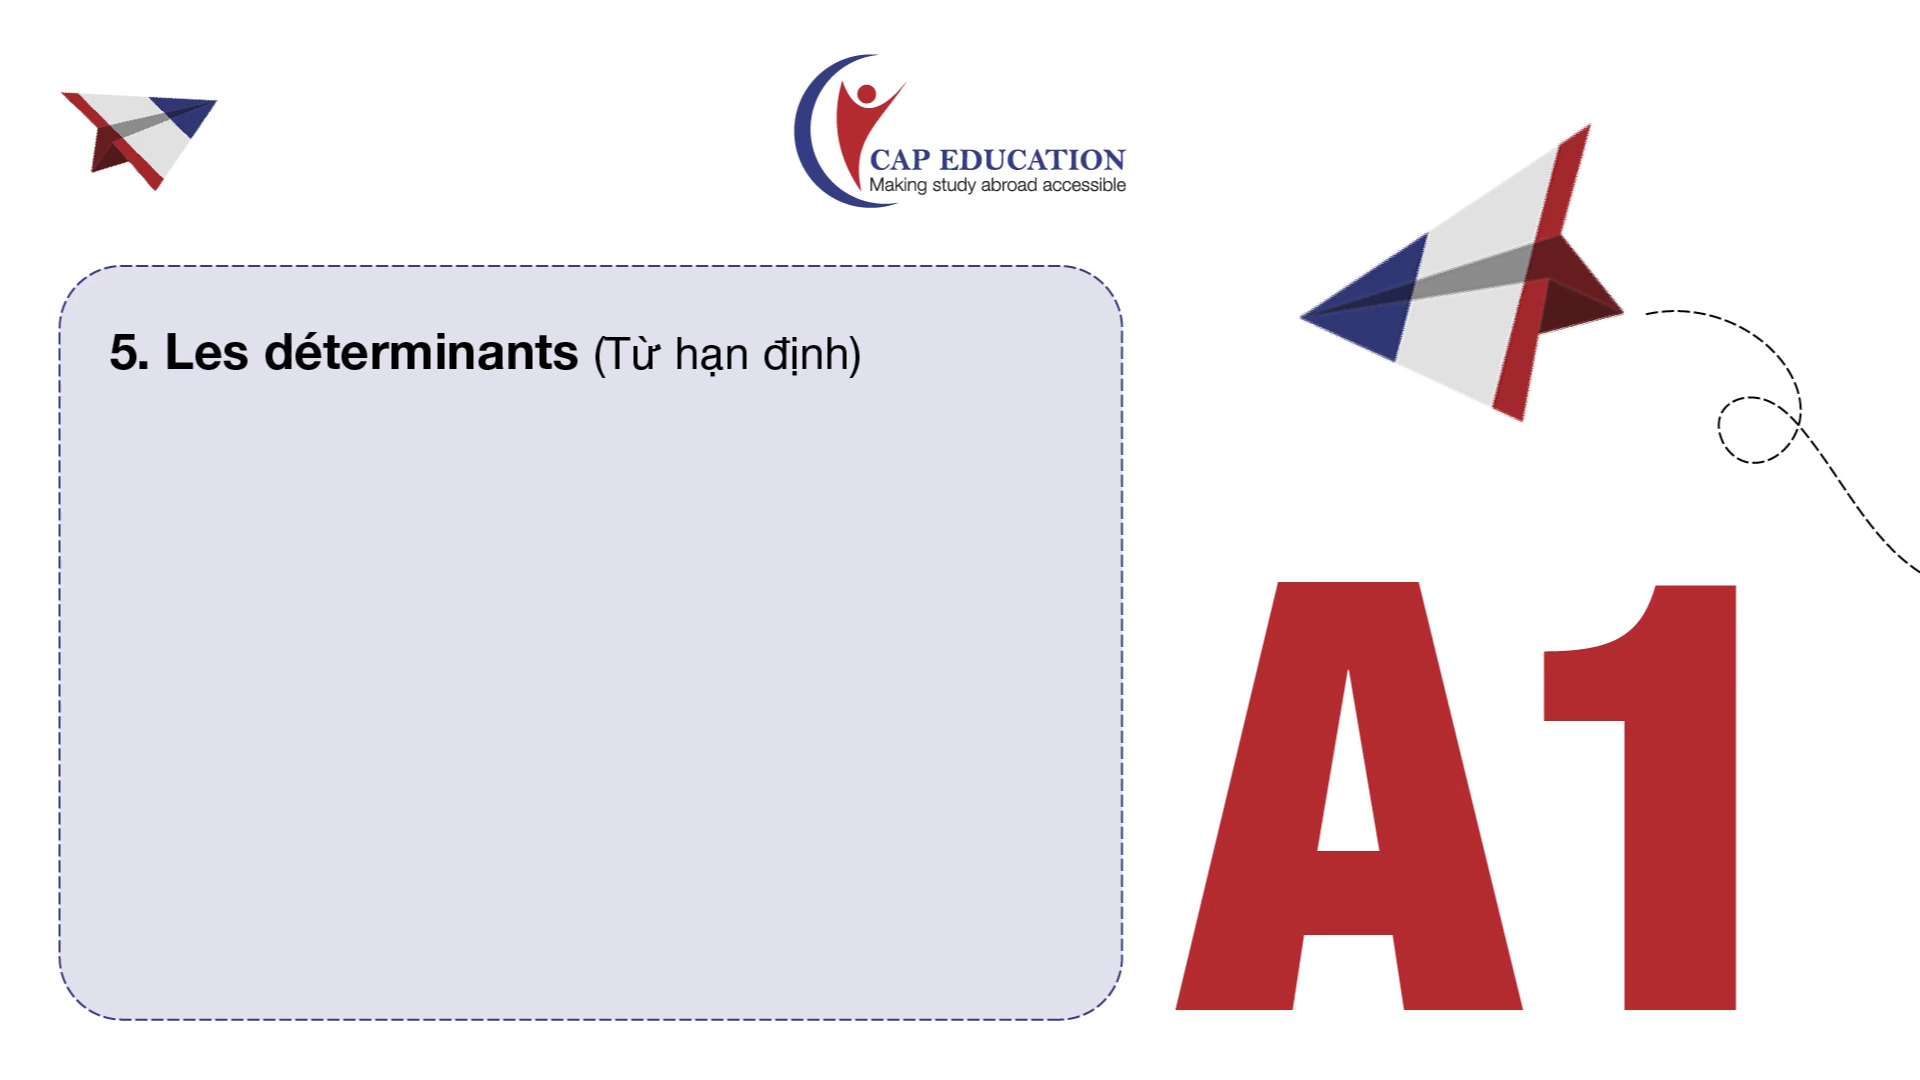 CAP EDUCATION
Making study abroad accessible
5. Les déterminants (Từ hạn định)
A1